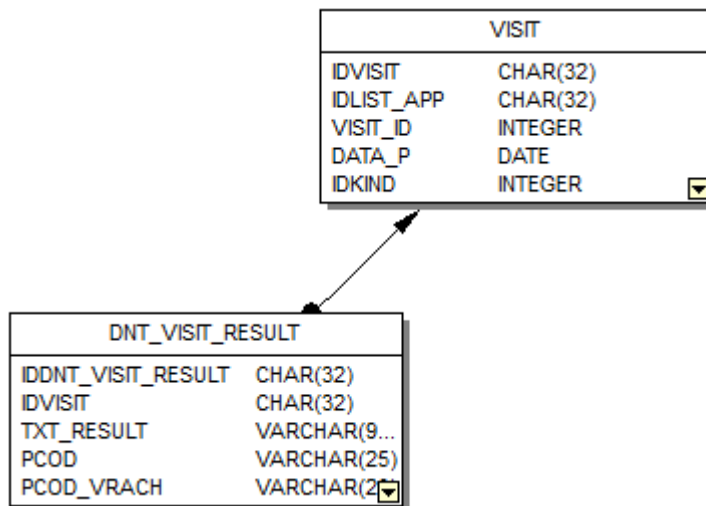 VISIT
IDVISIT CHAR(32)
IDLIST_APP CHAR(32)
VISIT_ID INTEGER
DATA_P DATE
IDKIND INTEGER
DNT_VISIT_RESULT
IDDNT_VISIT_RESULT CHAR(32)
IDVISIT CHAR(32)
TXT_RESULT VARCHAR(9...
PCOD VARCHAR(25)
PCOD_VRACH VARCHAR(2